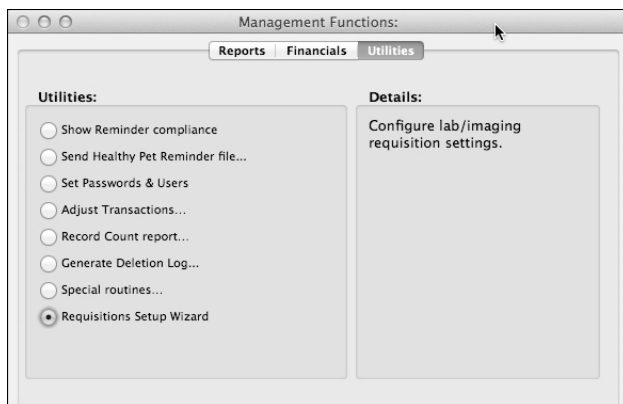 Management Functions:
Reports Financials Utilities
Utilities:
Show Reminder compliance
Send Healthy Pet Reminder file...
Set Passwords & Users
Adjust Transactions...
Record Count report...
Generate Deletion Log...
Special routines...
Requisitions Setup Wizard
Details:
Configure lab/imaging
requisition settings.